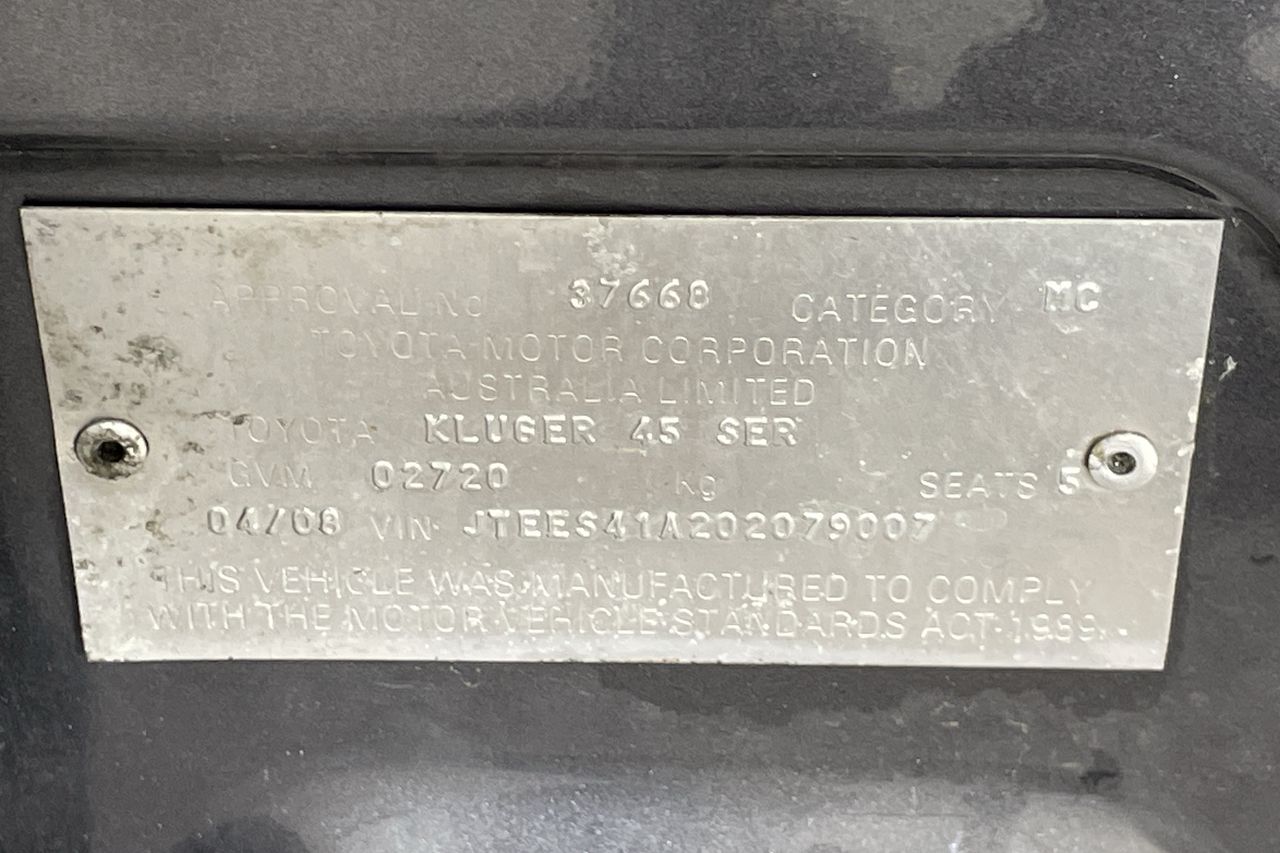 APPROVAL No 37668 CATEGORY MC
TOYOTA MOTOR CORPORATION
AUSTRALIA LIMITED
TOYOTA KLUGER 45 SER
GVM 02720 kg SEATS 5
04/08 VIN JTEES41A202079007
THIS VEHICLE WAS MANUFACTURED TO COMPLY
WITH THE MOTOR VEHICLE STANDARDS ACT 1989